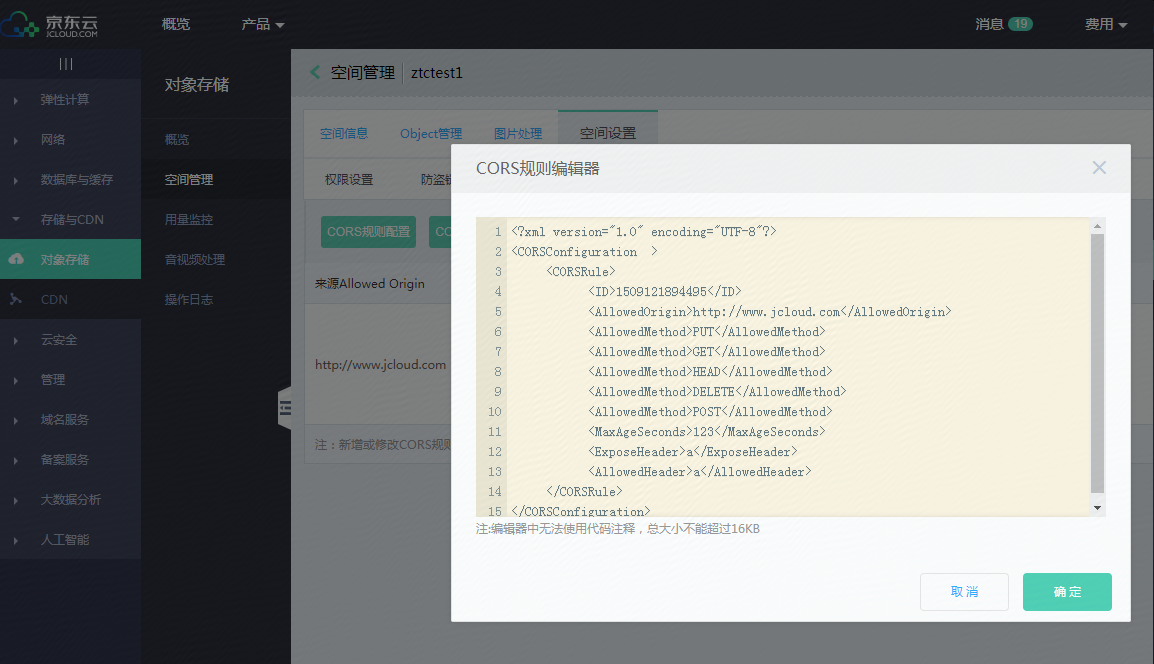 京东云
JCLOUD.COM
概览
产品
消息 19
费用
弹性计算
网络
数据库与缓存
存储与CDN
对象存储
CDN
云安全
管理
域名服务
备案服务
大数据分析
人工智能
对象存储
概览
空间管理
用量监控
音视频处理
操作日志
空间管理 ztctest1
空间信息 Object管理 图片处理 空间设置
权限设置 防盗
CORS规则配置 CO
来源Allowed Origin
http://www.jcloud.com
注：新增或修改CORS规则
CORS规则编辑器
1 <?xml version="1.0" encoding="UTF-8"?>
2 <CORSConfiguration >
3 <CORSRule>
4 <ID>1509121894495</ID>
5 <AllowedOrigin>http://www.jcloud.com</AllowedOrigin>
6 <AllowedMethod>PUT</AllowedMethod>
7 <AllowedMethod>GET</AllowedMethod>
8 <AllowedMethod>HEAD</AllowedMethod>
9 <AllowedMethod>DELETE</AllowedMethod>
10 <AllowedMethod>POST</AllowedMethod>
11 <MaxAgeSeconds>123</MaxAgeSeconds>
12 <ExposeHeader>a</ExposeHeader>
13 <AllowedHeader>a</AllowedHeader>
14 </CORSRule>
15 </CORSConfiguration>
注:编辑器中无法使用代码注释，总大小不能超过16KB
取消
确定